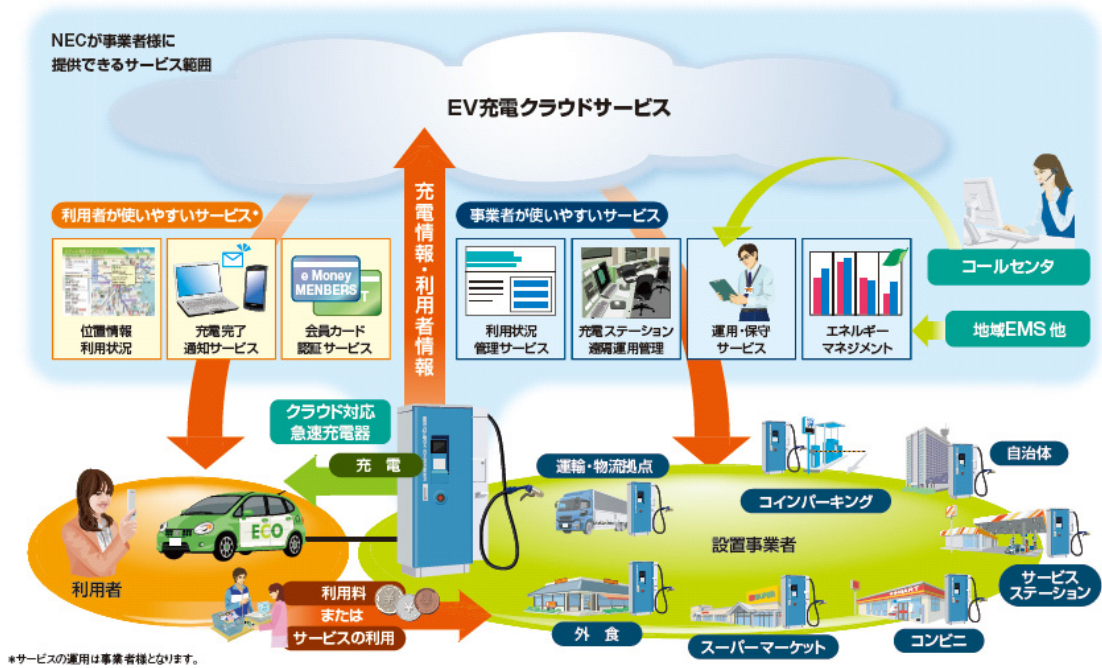 NECが事業者様に
提供できるサービス範囲
EV充電クラウドサービス
利用者が使いやすいサービス*
位置情報
利用状況
充電完了
通知サービス
e Money
MENBERS
会員カード
認証サービス
充電情報・利用者情報
事業者が使いやすいサービス
利用状況
管理サービス
充電ステーション
遠隔運用管理
運用・保守
サービス
エネルギー
マネジメント
コールセンタ
地域EMS 他
クラウド対応
急速充電器
充電
ECO
利用者
利用料
または
サービスの利用
運輸・物流拠点
コインパーキング
自治体
設置事業者
サービス
ステーション
外食
スーパーマーケット
コンビニ
*サービスの運用は事業者様となります。